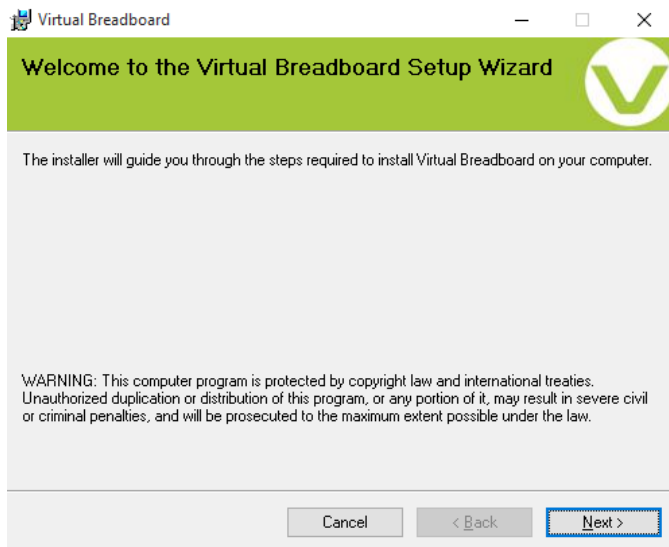 Virtual Breadboard
Welcome to the Virtual Breadboard Setup Wizard
The installer will guide you through the steps required to install Virtual Breadboard on your computer.
WARNING: This computer program is protected by copyright law and international treaties.
Unauthorized duplication or distribution of this program, or any portion of it, may result in severe civil
or criminal penalties, and will be prosecuted to the maximum extent possible under the law.
Cancel
< Back
Next >